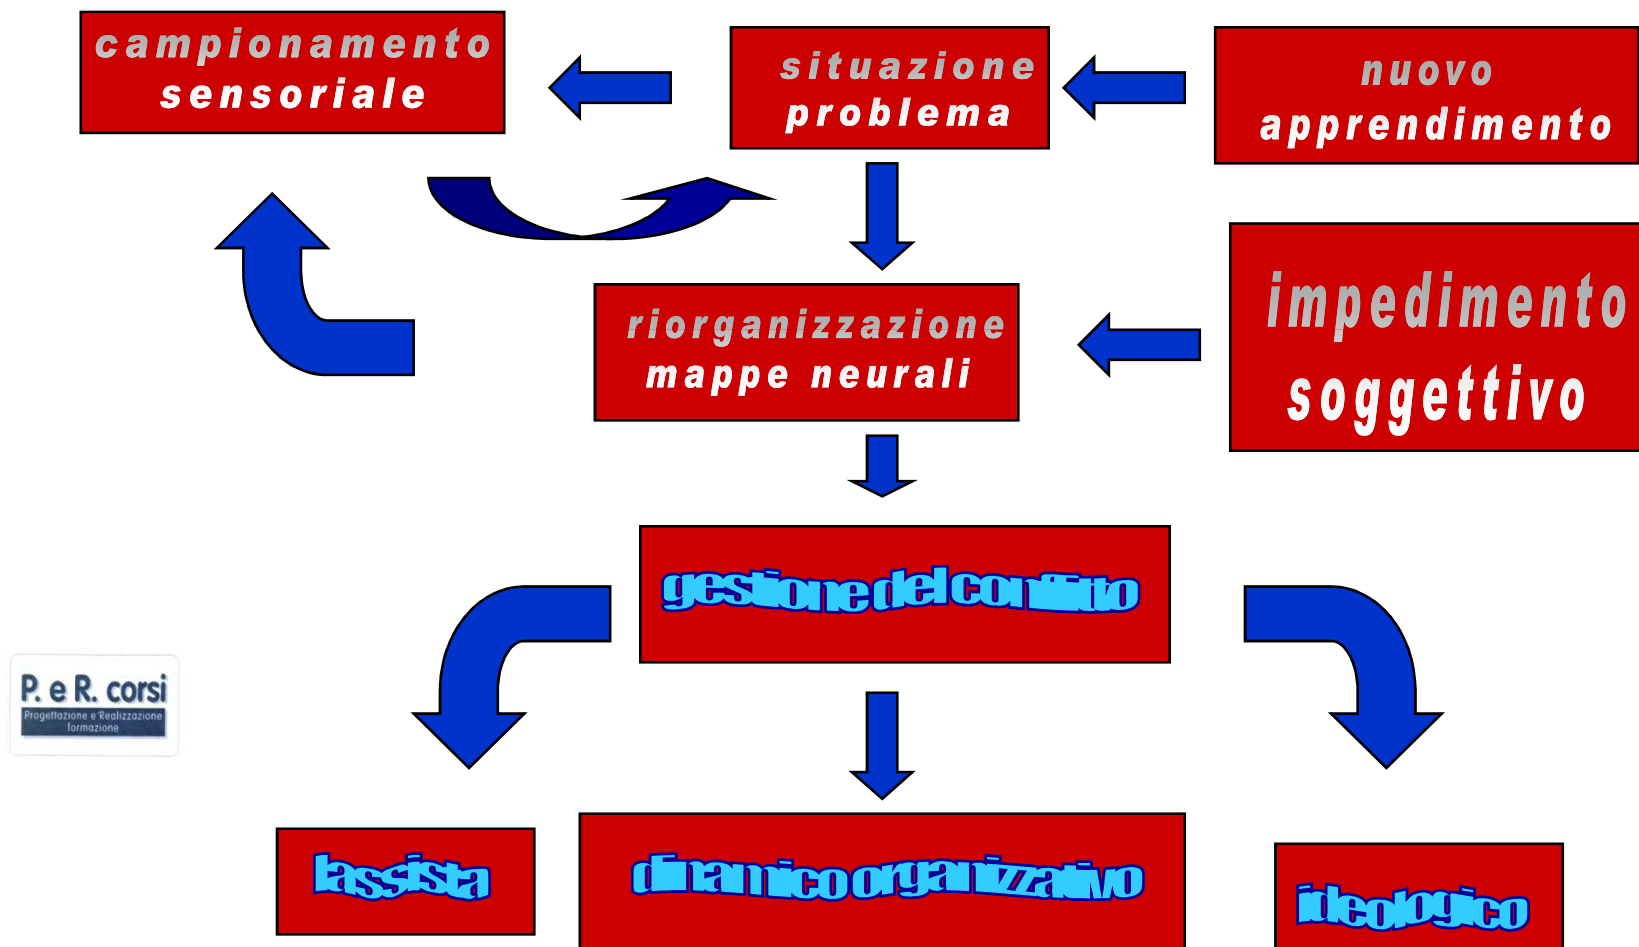 campionamento
sensoriale
situazione
problema
nuovo
apprendimento
riorganizzazione
mappe neurali
impedimento
soggettivo
gestione del conflitto
P. e R. corsi
Progettazione e Realizzazione
formazione
lassista
dinamico organizzativo
ideologico